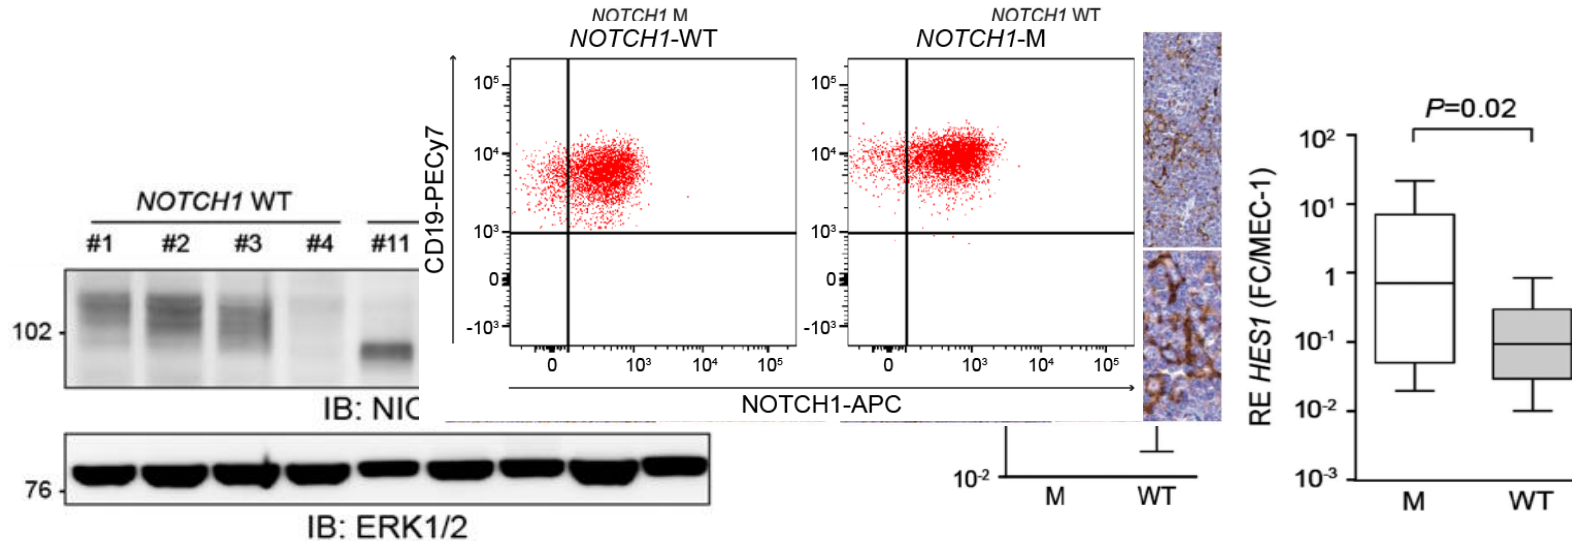 NOTCH1 M
NOTCH1 WT
NOTCH1-WT
NOTCH1-M
CD19-PECy7
10⁵
10⁴
10³
0
-10³
0
10³
10⁴
10⁵
10⁵
10⁴
10³
0
-10³
0
10³
10⁴
10⁵
NOTCH1-APC
NOTCH1 WT
#1 #2 #3 #4 #11
102
IB: NIC
76
IB: ERK1/2
10⁻²
M WT
P=0.02
RE HES1 (FC/MEC-1)
10²
10¹
1
10⁻¹
10⁻²
10⁻³
M WT